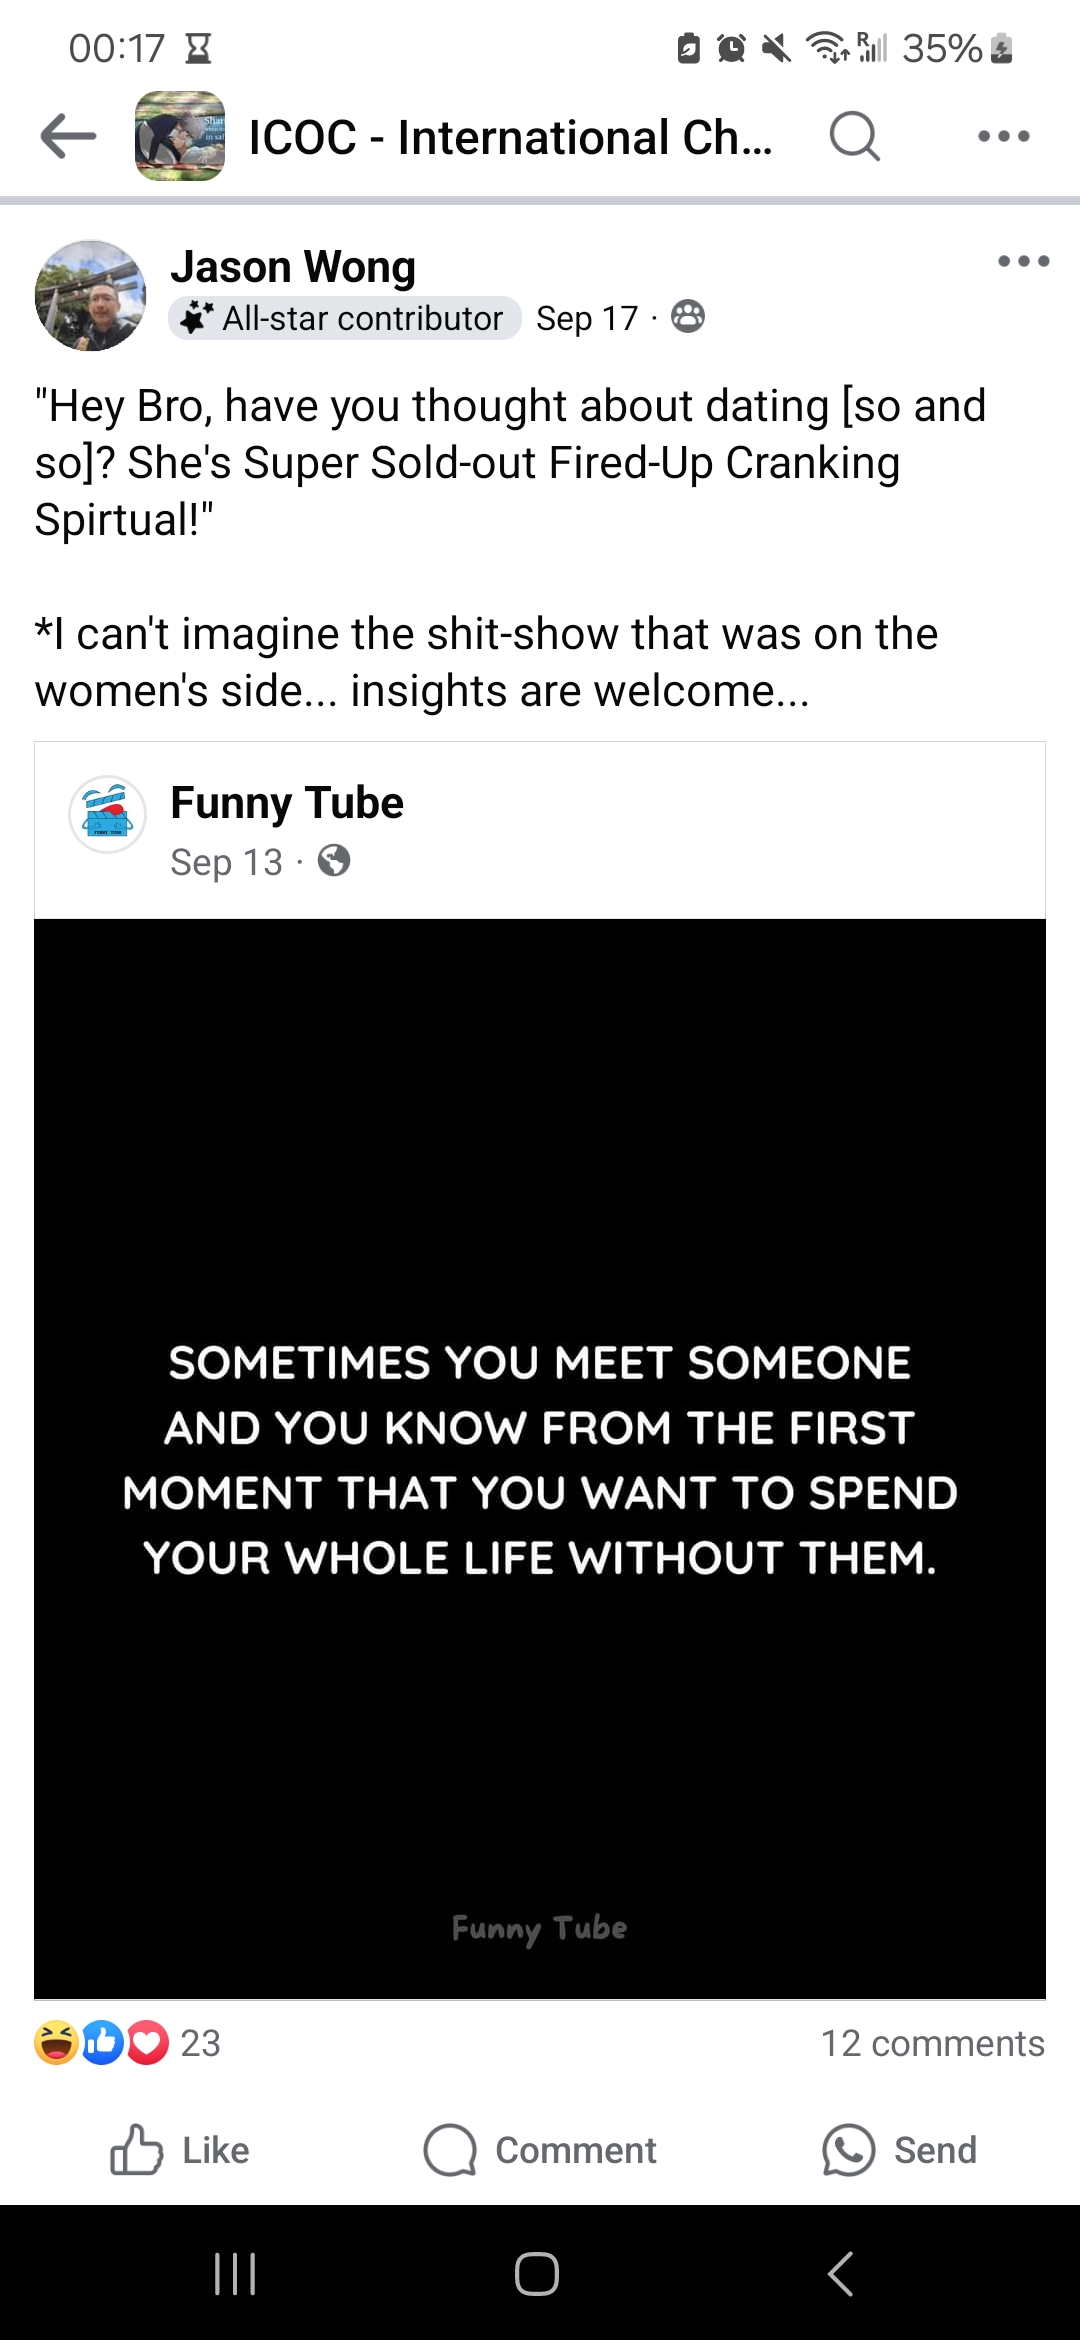 00:17 R 35%
ICOC - International Ch...
Jason Wong
All-star contributor Sep 17 ·
"Hey Bro, have you thought about dating [so and
so]? She's Super Sold-out Fired-Up Cranking
Spirtual!"
*I can't imagine the shit-show that was on the
women's side... insights are welcome...
Funny Tube
Sep 13 ·
SOMETIMES YOU MEET SOMEONE
AND YOU KNOW FROM THE FIRST
MOMENT THAT YOU WANT TO SPEND
YOUR WHOLE LIFE WITHOUT THEM.
Funny Tube
23 12 comments
Like Comment Send